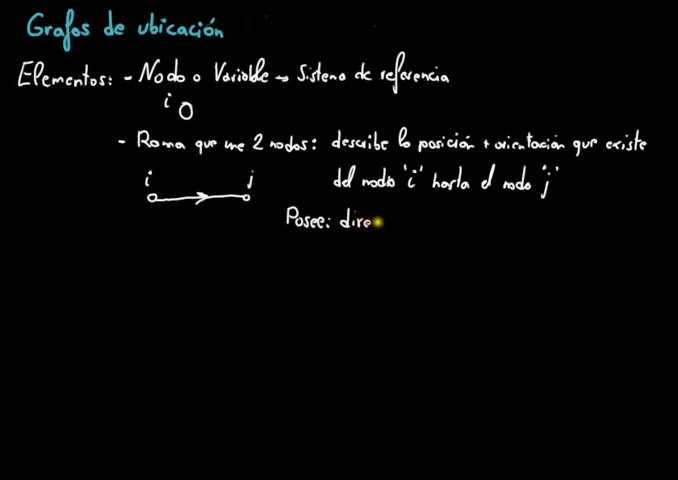 Grafos de ubicación
Elementos: - Nodo o Variable → Sistema de referencia
i
- Rama que une 2 nodos: describe la posición + orientación que existe
i j del nodo 'i' hasta el nodo 'j'
Posee: dire